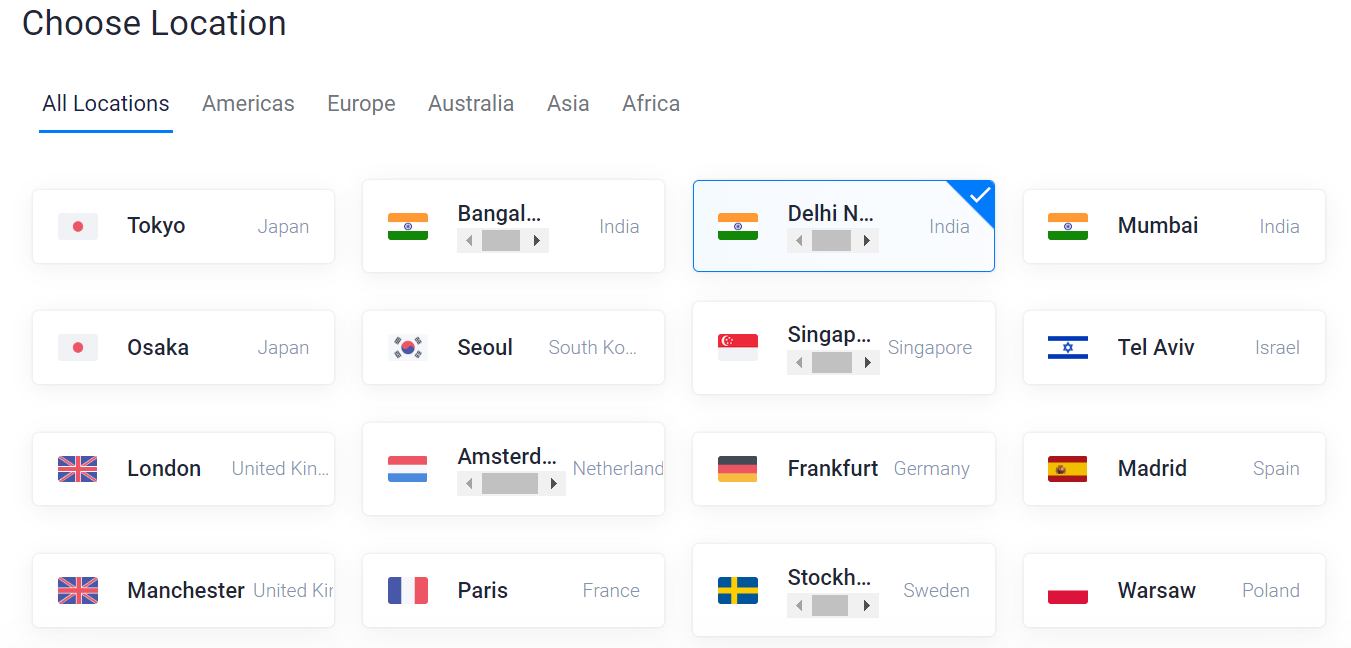 Choose Location
All Locations Americas Europe Australia Asia Africa
Tokyo Japan
Bangal... India
Delhi N... India
Mumbai India
Osaka Japan
Seoul South Ko...
Singap... Singapore
Tel Aviv Israel
London United Kin...
Amsterd... Netherland
Frankfurt Germany
Madrid Spain
Manchester United Kin
Paris France
Stockh... Sweden
Warsaw Poland